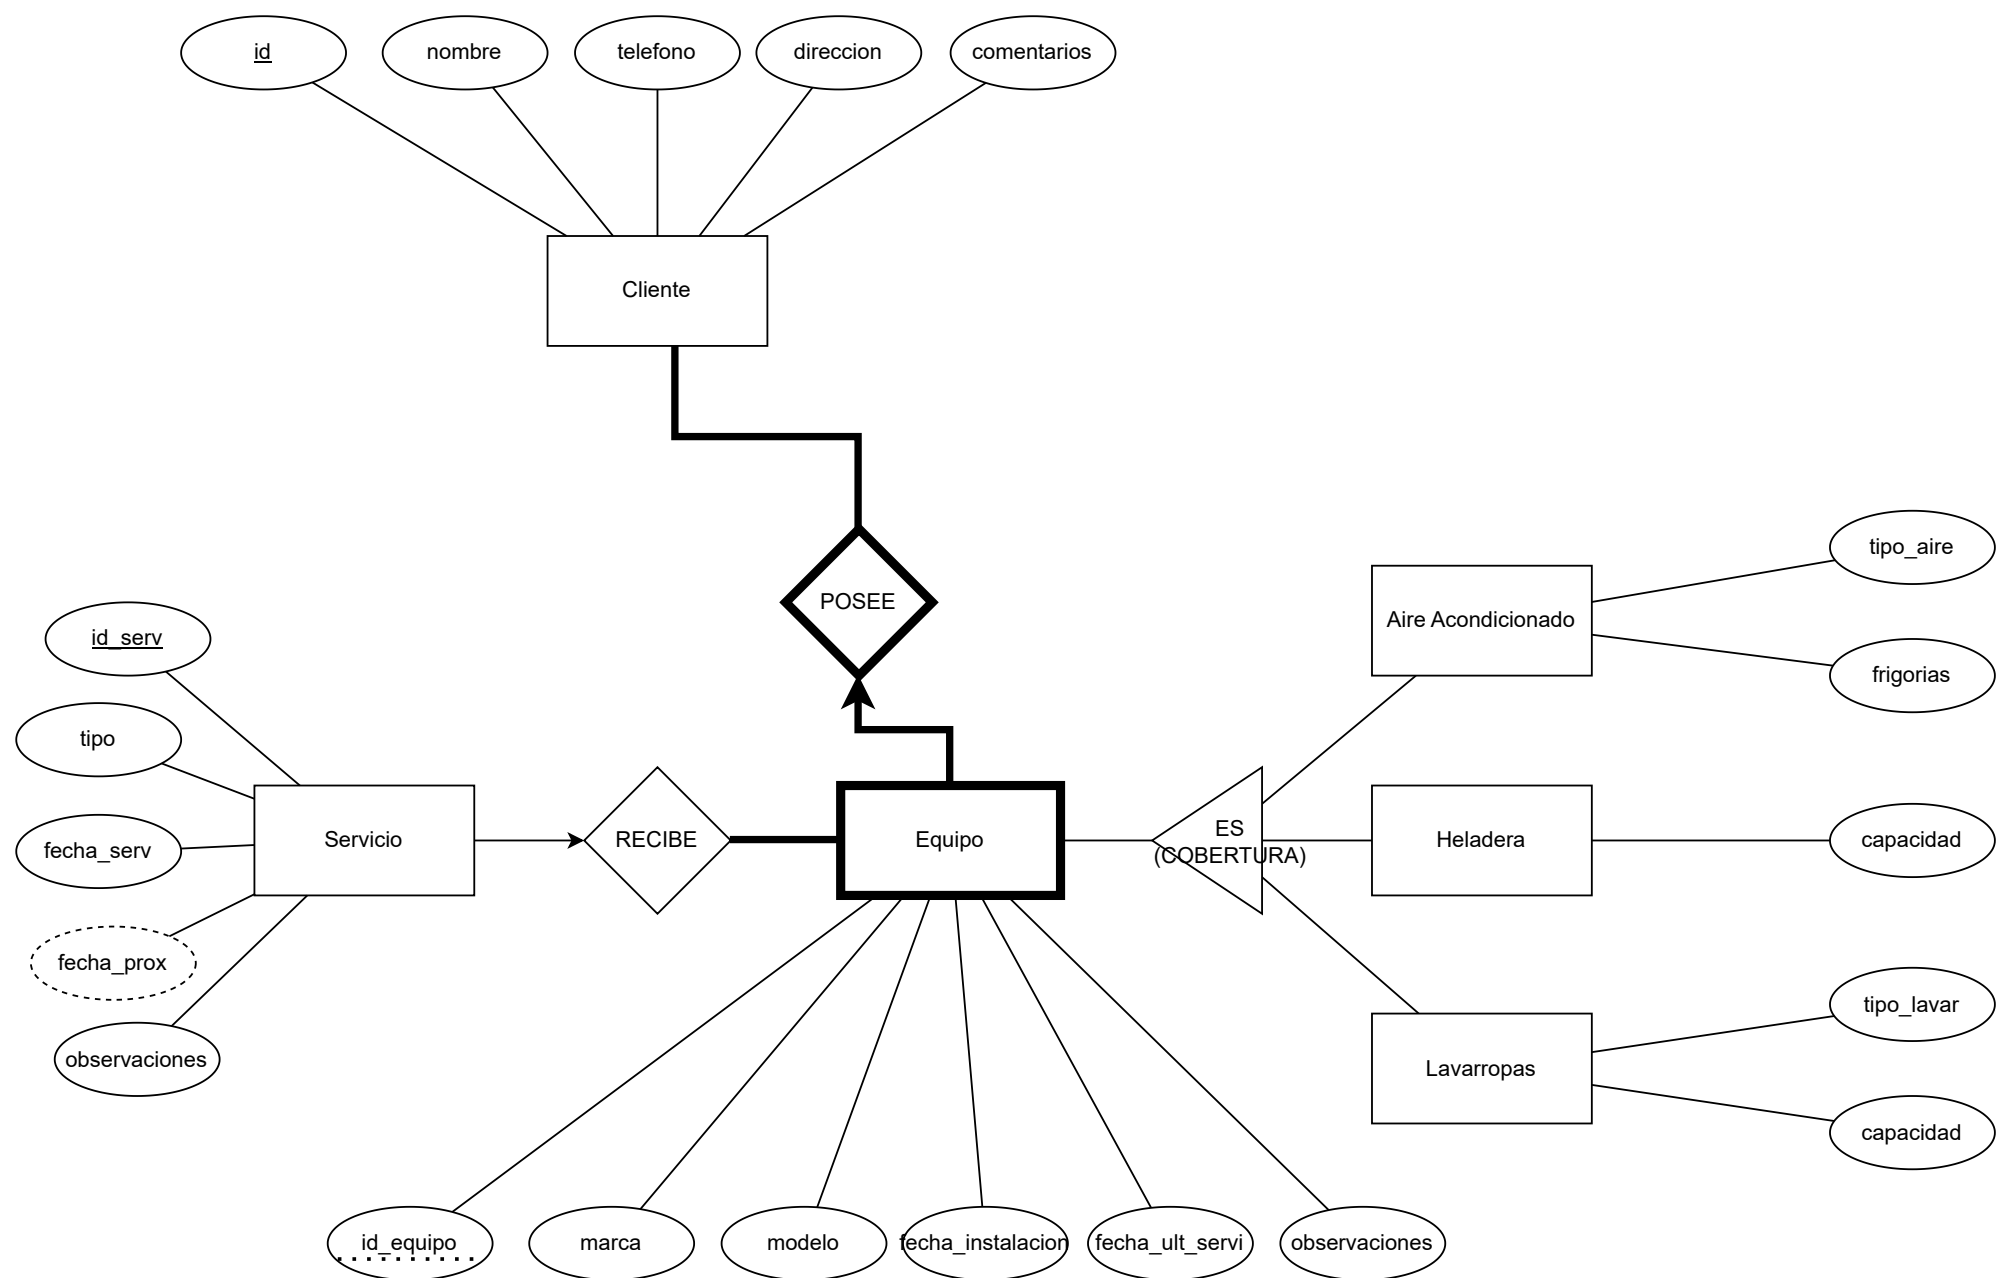 id
nombre
telefono
direccion
comentarios
Cliente
POSEE
id_serv
tipo
fecha_serv
fecha_prox
observaciones
Servicio
RECIBE
Equipo
ES
(COBERTURA)
Aire Acondicionado
tipo_aire
frigorias
Heladera
capacidad
Lavarropas
tipo_lavar
capacidad
id_equipo
marca
modelo
fecha_instalacion
fecha_ult_servi
observaciones